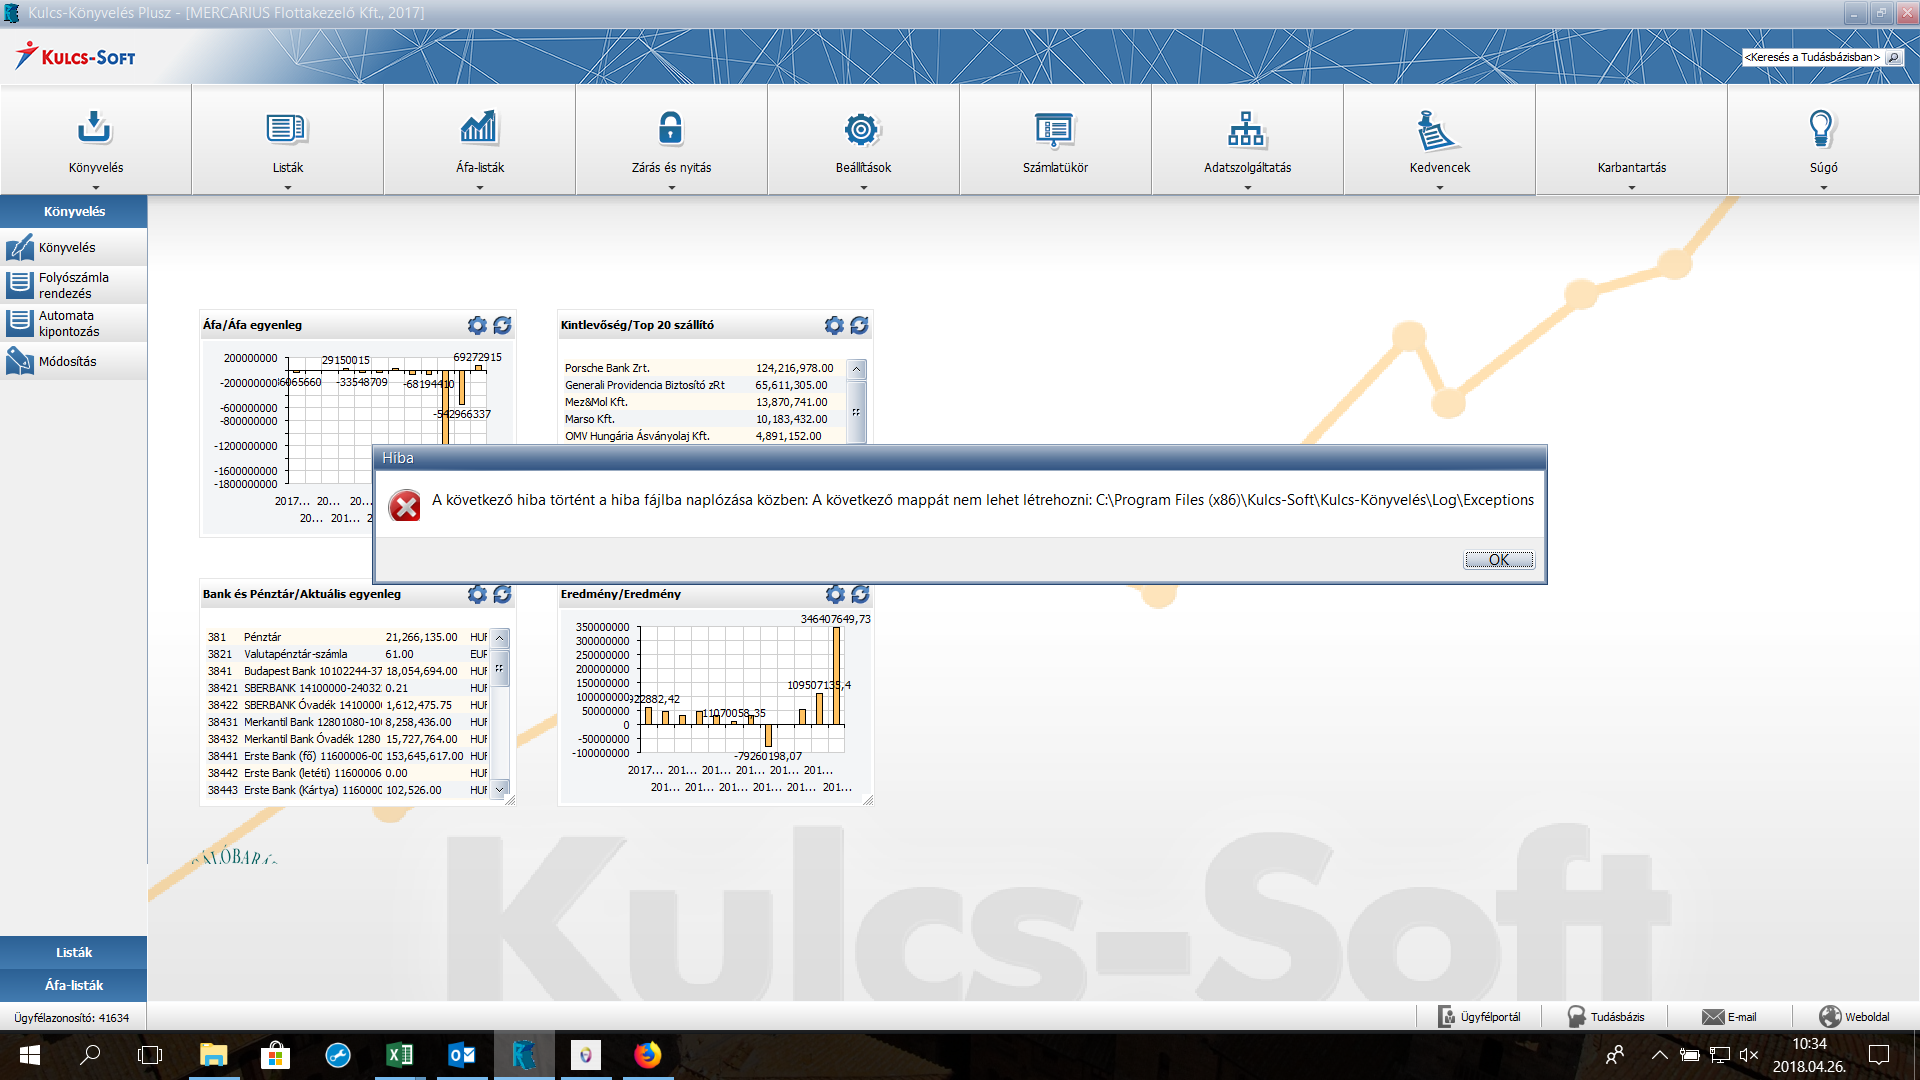 Kulcs-Könyvelés Plusz - [MERCARIUS Flottakezelő Kft., 2017]
KULCS-SOFT
<Keresés a Tudásbázisban>
Könyvelés
Listák
Áfa-listák
Zárás és nyitás
Beállítások
Számlatükör
Adatszolgáltatás
Kedvencek
Karbantartás
Súgó
Könyvelés
Könyvelés
Folyószámla
rendezés
Automata
kipontozás
Módosítás
Áfa/Áfa egyenleg
200000000
-200000000
-600000000
-800000000
-1200000000
-1600000000
-1800000000
29150015
69272915
-33548709
-68194410
-542966337
2017... 20... 20...
20... 201...
Kintlevőség/Top 20 szállító
Porsche Bank Zrt. 124,216,978.00
Generali Providencia Biztosító zRt 65,611,305.00
Mez&Mol Kft. 13,870,741.00
Marso Kft. 10,183,432.00
OMV Hungária Ásványolaj Kft. 4,891,152.00
Hiba
A következő hiba történt a hiba fájlba naplózása közben: A következő mappát nem lehet létrehozni: C:\Program Files (x86)\Kulcs-Soft\Kulcs-Könyvelés\Log\Exceptions
OK
Bank és Pénztár/Aktuális egyenleg
381 Pénztár 21,266,135.00 HUF
3821 Valutapénztár-számla 61.00 EUR
3841 Budapest Bank 10102244-37 18,054,694.00 HUF
38421 SBERBANK 14100000-2403: 0.21 HUF
38422 SBERBANK Óvadék 1410000( 1,612,475.75 HUF
38431 Merkantil Bank 12801080-10( 8,258,436.00 HUF
38432 Merkantil Bank Óvadék 1280 15,727,764.00 HUF
38441 Erste Bank (fő) 11600006-00 153,645,617.00 HUF
38442 Erste Bank (letéti) 11600006 0.00 HUF
38443 Erste Bank (Kártya) 116000( 102,526.00 HUF
Eredmény/Eredmény
350000000
300000000
250000000
200000000
150000000
100000000
50000000
0
-50000000
-100000000
346407649,73
109507135,4
922882,42
11070058,35
-79260198,07
2017... 201... 201... 201... 201... 201...
201... 201... 201... 201... 201... 201...
Kulcs-Soft
Listák
Áfa-listák
Ügyfélazonosító: 41634
Ügyfélportál
Tudásbázis
E-mail
Weboldal
10:34
2018.04.26.